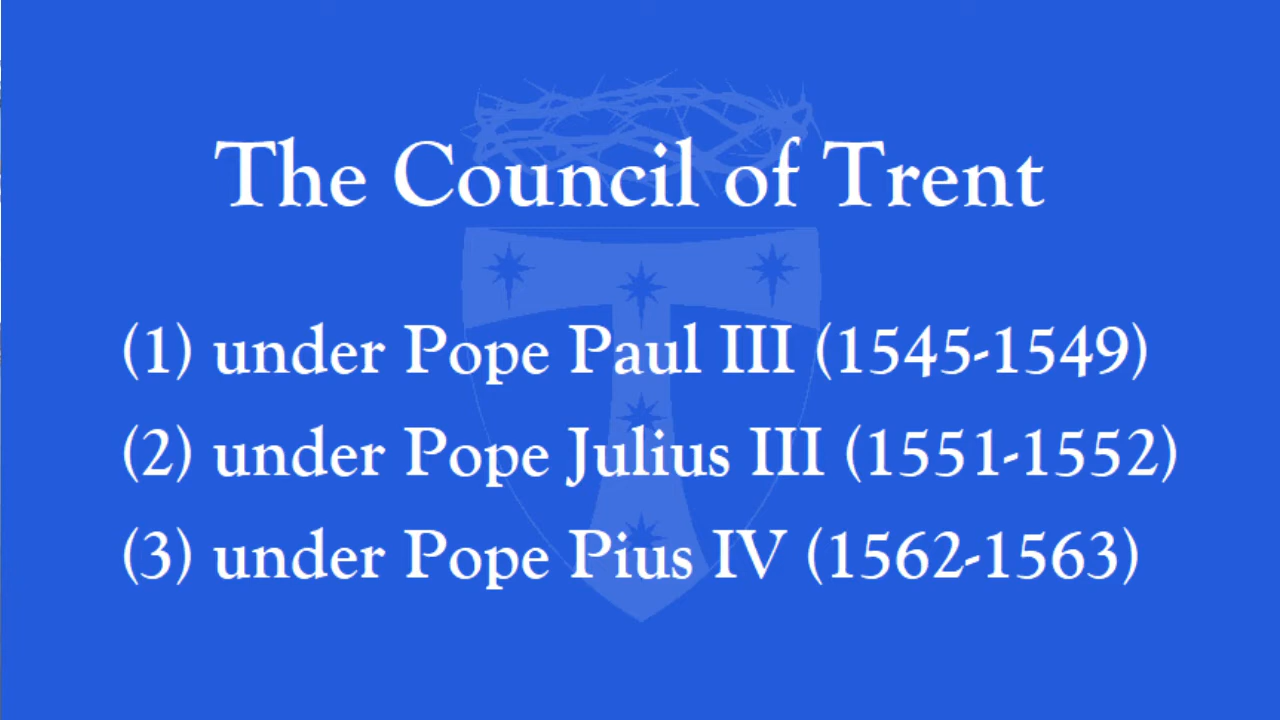 The Council of Trent
(1) under Pope Paul III (1545-1549)
(2) under Pope Julius III (1551-1552)
(3) under Pope Pius IV (1562-1563)